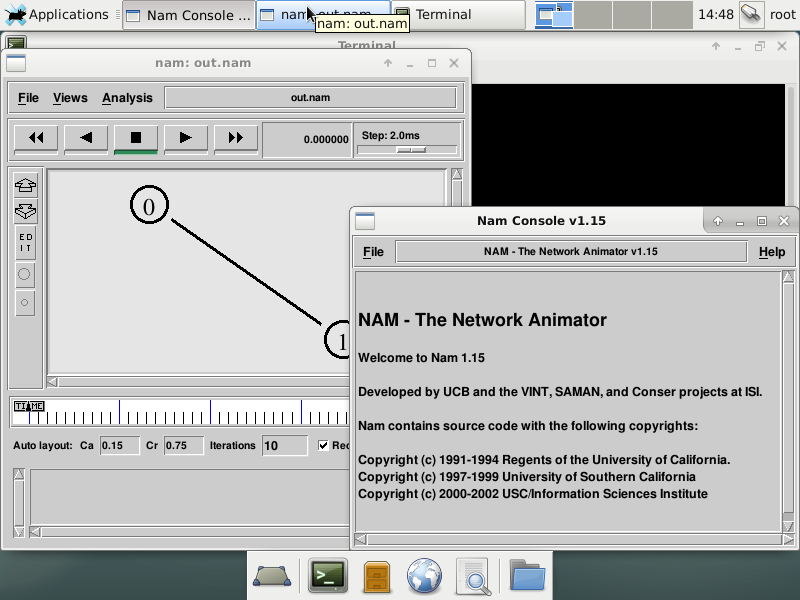 Applications
Nam Console ...
nam: out.nam
Terminal
14:48
root
nam: out.nam
Terminal
nam: out.nam
File Views Analysis out.nam
0.000000 Step: 2.0ms
E D
I T
0
1
TIME
Auto layout: Ca 0.15 Cr 0.75 Iterations 10 Rec
Nam Console v1.15
File NAM - The Network Animator v1.15 Help
NAM - The Network Animator
Welcome to Nam 1.15
Developed by UCB and the VINT, SAMAN, and Conser projects at ISI.
Nam contains source code with the following copyrights:
Copyright (c) 1991-1994 Regents of the University of California.
Copyright (c) 1997-1999 University of Southern California
Copyright (c) 2000-2002 USC/Information Sciences Institute